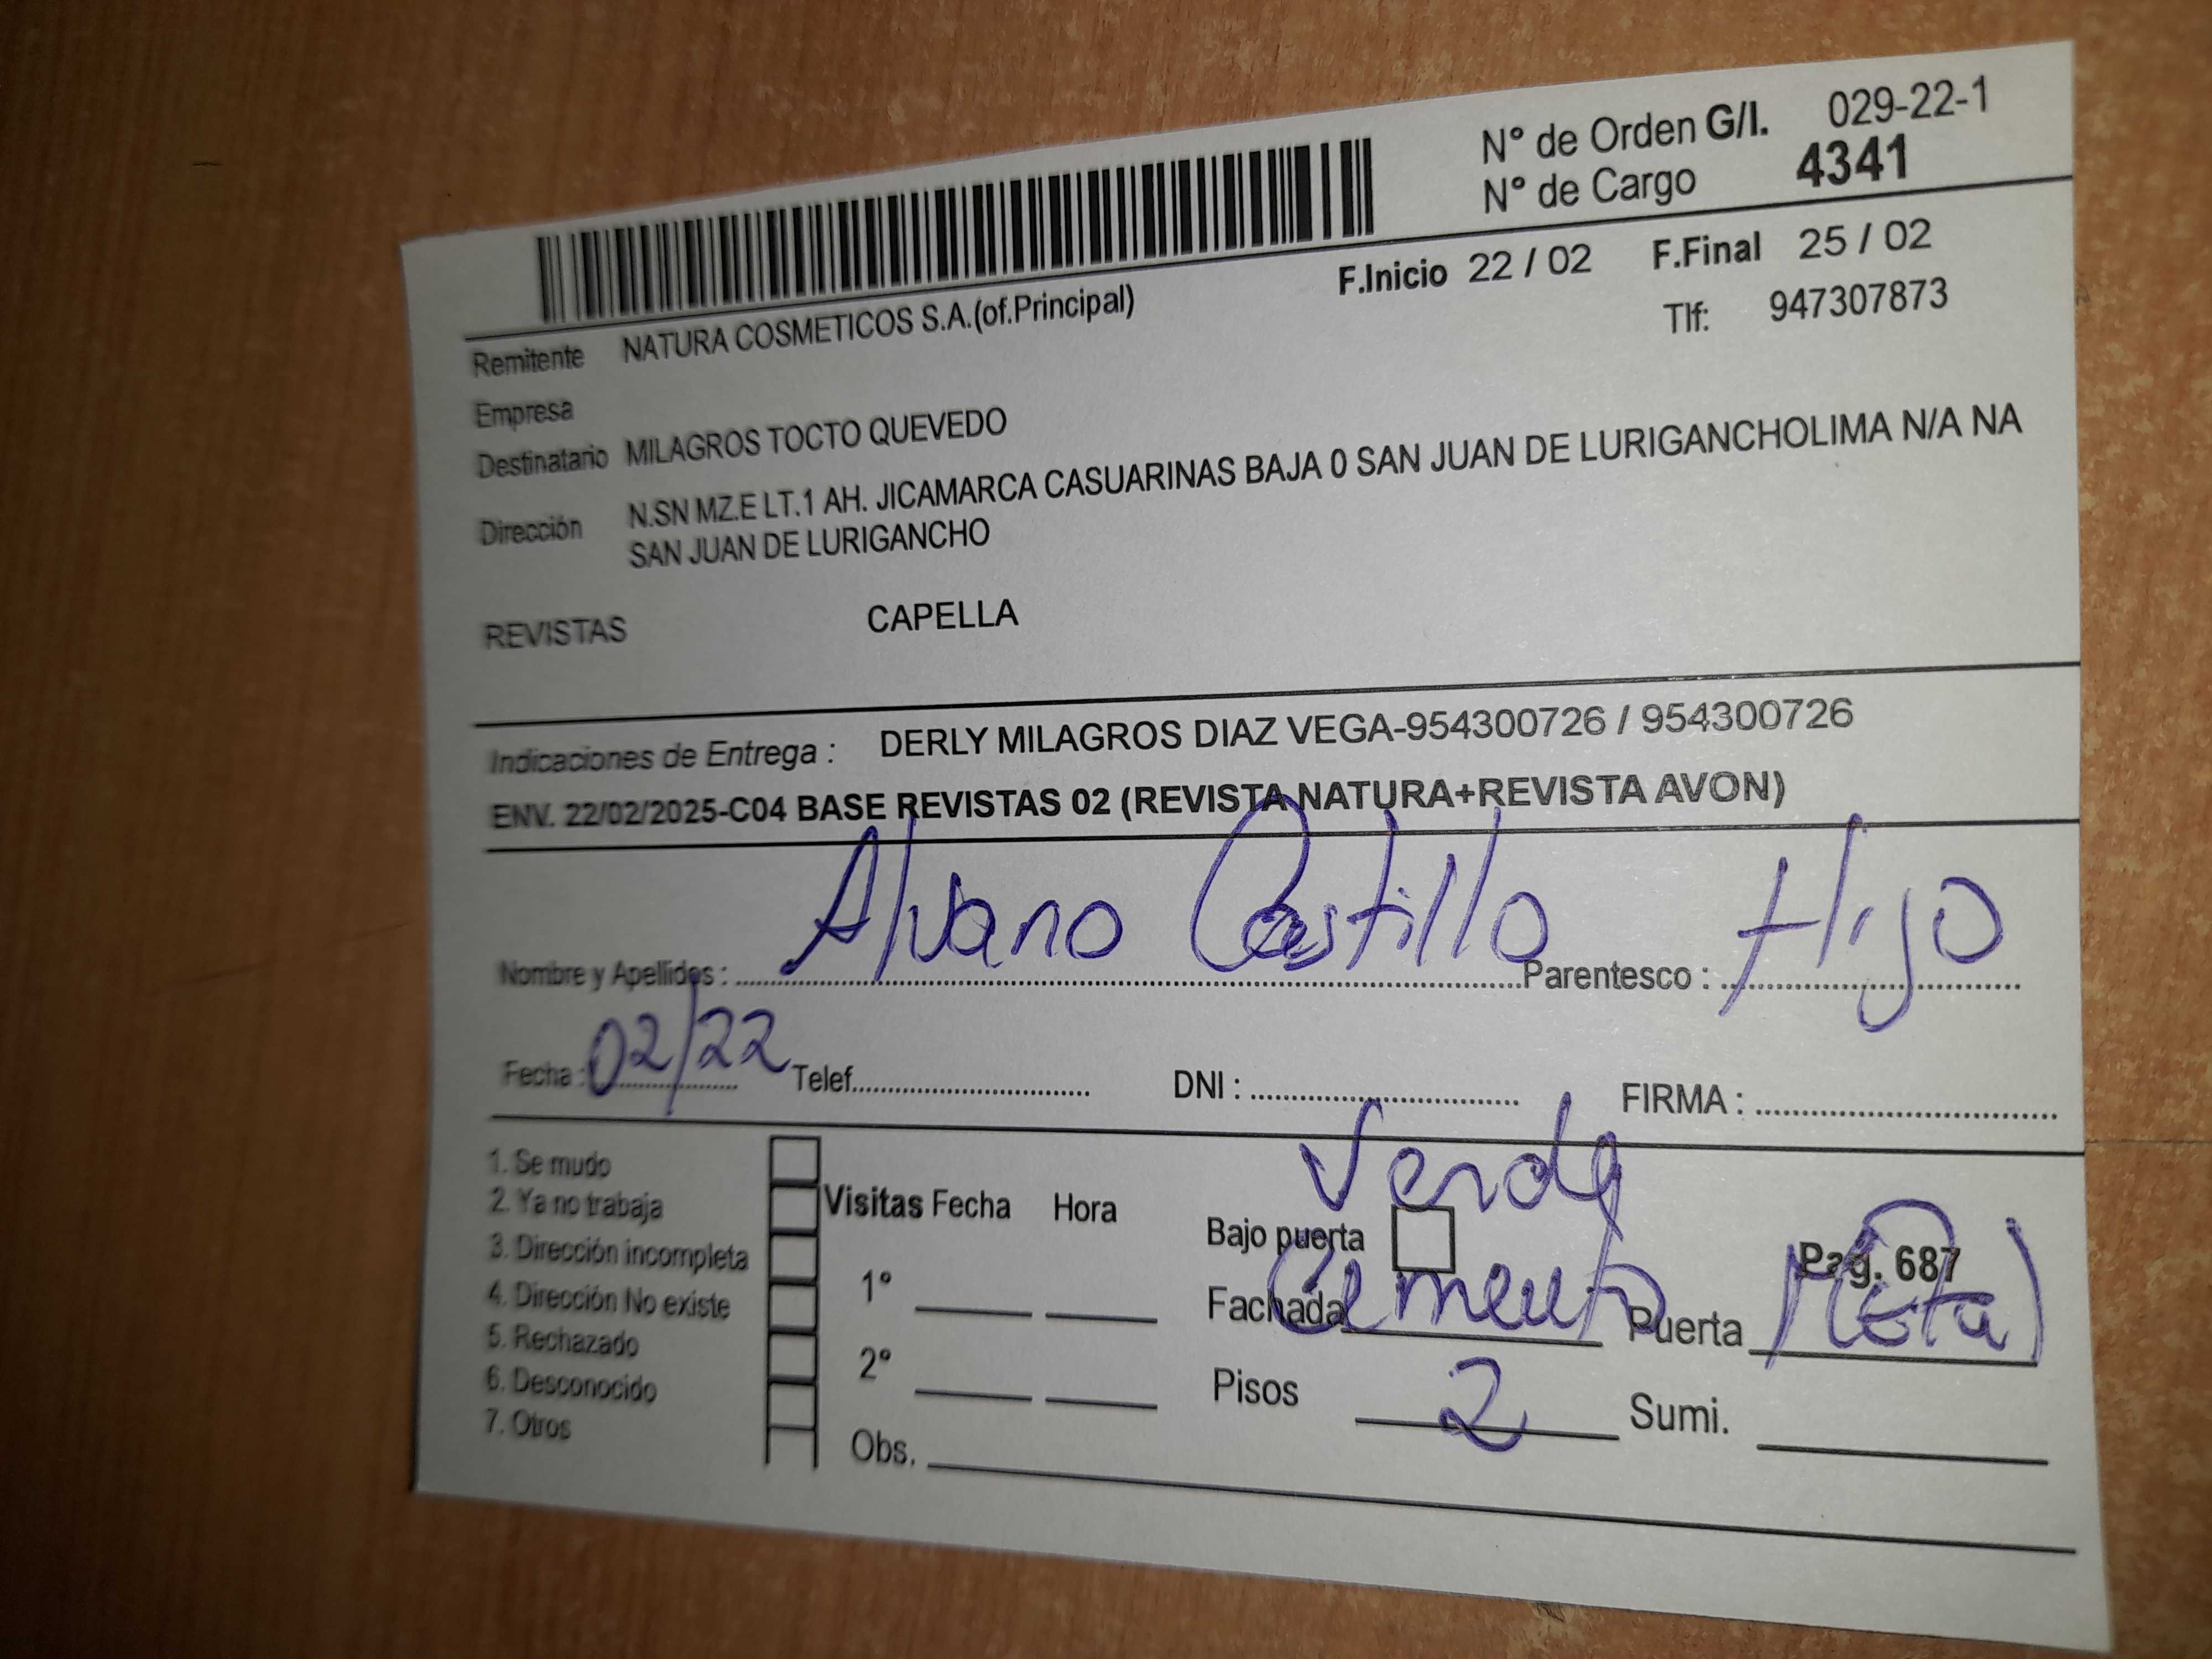 N° de Orden G/I. 029-22-1
N° de Cargo 4341
F.Inicio 22 / 02 F.Final 25 / 02
Remitente NATURA COSMETICOS S.A.(of.Principal) Tlf: 947307873
Empresa
Destinatario MILAGROS TOCTO QUEVEDO
Dirección N.SN MZ.E LT.1 AH. JICAMARCA CASUARINAS BAJA 0 SAN JUAN DE LURIGANCHOLIMA N/A NA
SAN JUAN DE LURIGANCHO
REVISTAS CAPELLA
Indicaciones de Entrega : DERLY MILAGROS DIAZ VEGA-954300726 / 954300726
ENV. 22/02/2025-C04 BASE REVISTAS 02 (REVISTA NATURA+REVISTA AVON)
Nombre y Apellidos : Alvaro Castillo Parentesco : Hijo
Fecha : 02/22 Telef. DNI : FIRMA :
1. Se mudo
2. Ya no trabaja
3. Dirección incompleta
4. Dirección No existe
5. Rechazado
6. Desconocido
7. Otros
Visitas Fecha Hora
1°
2°
Obs.
Verde
Bajo puerta Pag. 687
Fachada Cemento Puerta Metal
Pisos 2 Sumi.